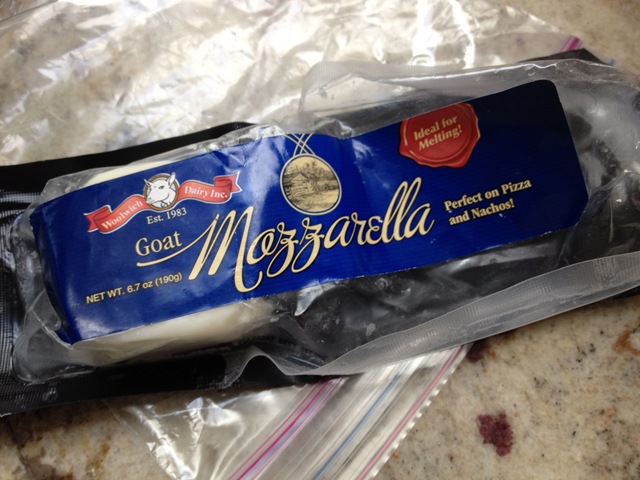 Woolwich Dairy Inc.
Est. 1983
Goat
Mozzarella
NET WT. 6.7 oz (190g)
Ideal for
Melting!
Perfect on Pizza
and Nachos!